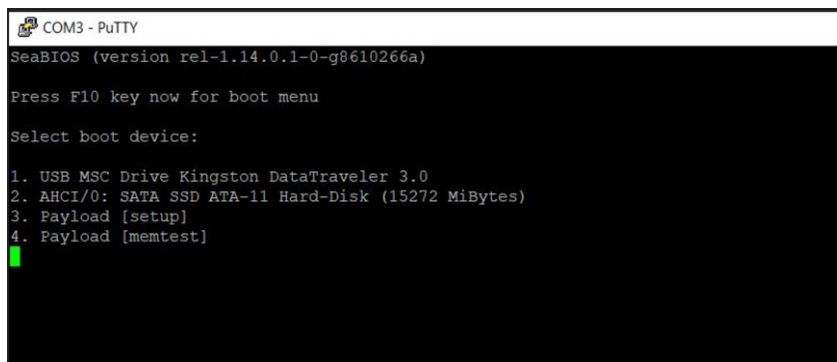 COM3 - PuTTY
SeaBIOS (version rel-1.14.0.1-0-g8610266a)
Press F10 key now for boot menu
Select boot device:
1. USB MSC Drive Kingston DataTraveler 3.0
2. AHCI/0: SATA SSD ATA-11 Hard-Disk (15272 MiBytes)
3. Payload [setup]
4. Payload [memtest]